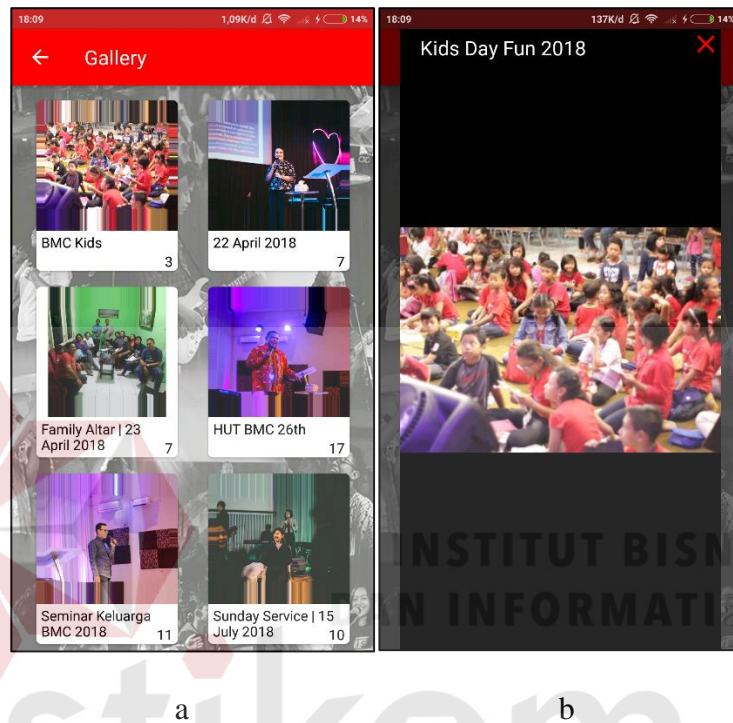 18:09 1,09K/d 14%
Gallery
BMC Kids
3
22 April 2018
7
Family Altar | 23
April 2018
7
HUT BMC 26th
17
Seminar Keluarga
BMC 2018
11
Sunday Service | 15
July 2018
10
a
18:09 137K/d 14%
Kids Day Fun 2018
INSTITUT BISN
DAN INFORMATI
b
stikom